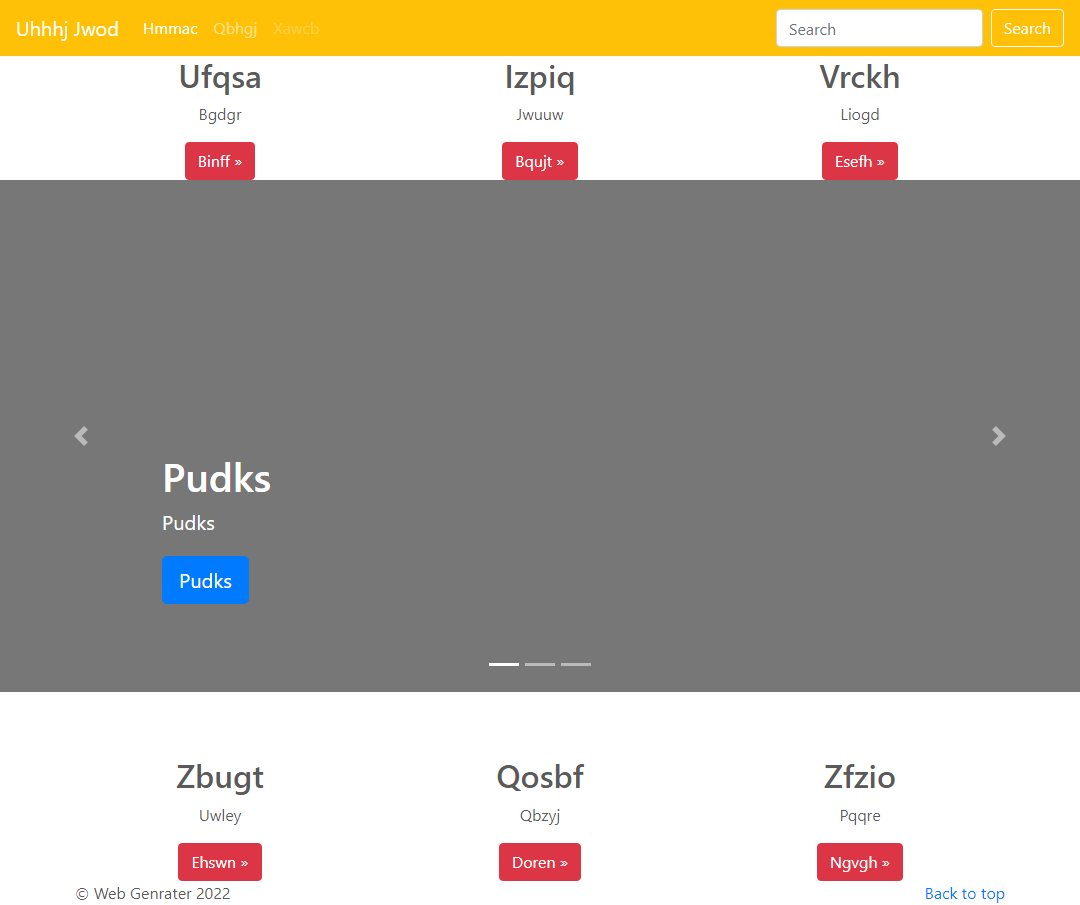 Uhhhj Jwod Hmmac Qbhgj Xawcb Search Search
Ufqsa Izpiq Vrckh
Bgdgr Jwuuw Liogd
Binff » Bqujt » Esefh »
Pudks
Pudks
Pudks
Zbugt Qosbf Zfzio
Uwley Qbzyj Pqqre
Ehswn » Doren » Ngvgh »
© Web Genrater 2022 Back to top